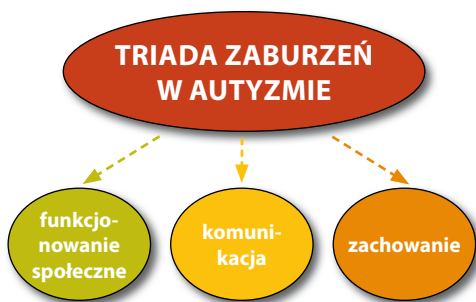 TRIADA ZABURZEŃ
W AUTYZMIE
funkcjo-
nowanie
społeczne
komuni-
kacja
zachowanie